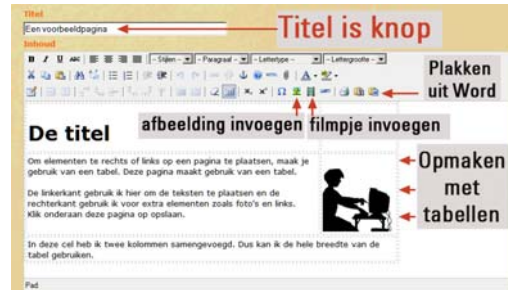 Titel
Een voorbeeldpagina
Titel is knop
Inhoud
B I U ABC - Stijlen - - Paragraaf - - Lettertype - - Lettergrootte -
Plakken
uit Word
afbeelding invoegen filmpje invoegen
De titel
Om elementen te rechts of links op een pagina te plaatsen, maak je
gebruik van een tabel. Deze pagina maakt gebruik van een tabel.
De linkerkant gebruik ik hier om de teksten te plaatsen en de
rechterkant gebruik ik voor extra elementen zoals foto's en links.
Klik onderaan deze pagina op opslaan.
Opmaken
met
tabellen
In deze cel heb ik twee kolommen samengevoegd. Dus kan ik de hele breedte van de
tabel gebruiken.
Pad